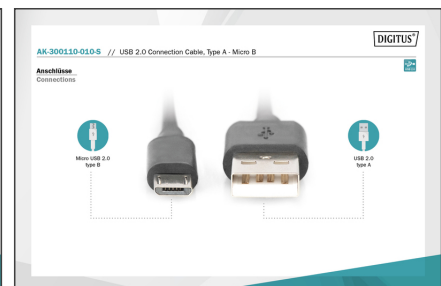 DIGITUS®
AK-300110-010-S // USB 2.0 Connection Cable, Type A - Micro B
Anschlüsse
Connections
Micro USB 2.0
type B
USB 2.0
type A